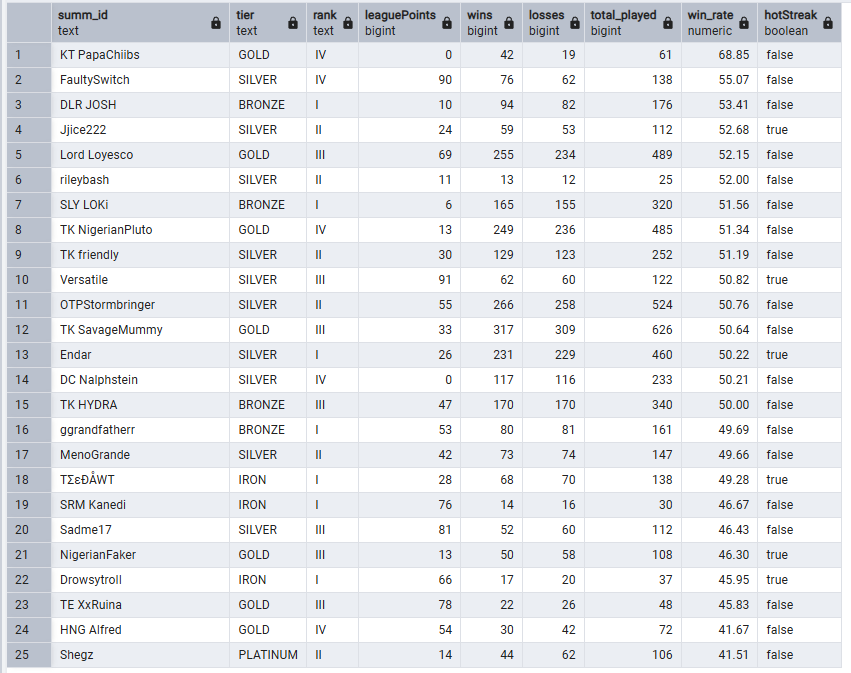 summ_id tier rank leaguePoints wins losses total_played win_rate hotStreak
text text text bigint bigint bigint bigint numeric boolean
1 KT PapaChiibs GOLD IV 0 42 19 61 68.85 false
2 FaultySwitch SILVER IV 90 76 62 138 55.07 false
3 DLR JOSH BRONZE I 10 94 82 176 53.41 false
4 Jjice222 SILVER II 24 59 53 112 52.68 true
5 Lord Loyesco GOLD III 69 255 234 489 52.15 false
6 rileybash SILVER II 11 13 12 25 52.00 false
7 SLY LOKi BRONZE I 6 165 155 320 51.56 false
8 TK NigerianPluto GOLD IV 13 249 236 485 51.34 false
9 TK friendly SILVER II 30 129 123 252 51.19 false
10 Versatile SILVER III 91 62 60 122 50.82 true
11 OTPStormbringer SILVER II 55 266 258 524 50.76 false
12 TK SavageMummy GOLD III 33 317 309 626 50.64 false
13 Endar SILVER I 26 231 229 460 50.22 true
14 DC Nalphstein SILVER IV 0 117 116 233 50.21 false
15 TK HYDRA BRONZE III 47 170 170 340 50.00 false
16 ggrandfatherr BRONZE I 53 80 81 161 49.69 false
17 MenoGrande SILVER II 42 73 74 147 49.66 false
18 TΣεÐÅWT IRON I 28 68 70 138 49.28 true
19 SRM Kanedi IRON I 76 14 16 30 46.67 false
20 Sadme17 SILVER III 81 52 60 112 46.43 false
21 NigerianFaker GOLD III 13 50 58 108 46.30 true
22 Drowsytroll IRON I 66 17 20 37 45.95 true
23 TE XxRuina GOLD III 78 22 26 48 45.83 false
24 HNG Alfred GOLD IV 54 30 42 72 41.67 false
25 Shegz PLATINUM II 14 44 62 106 41.51 false